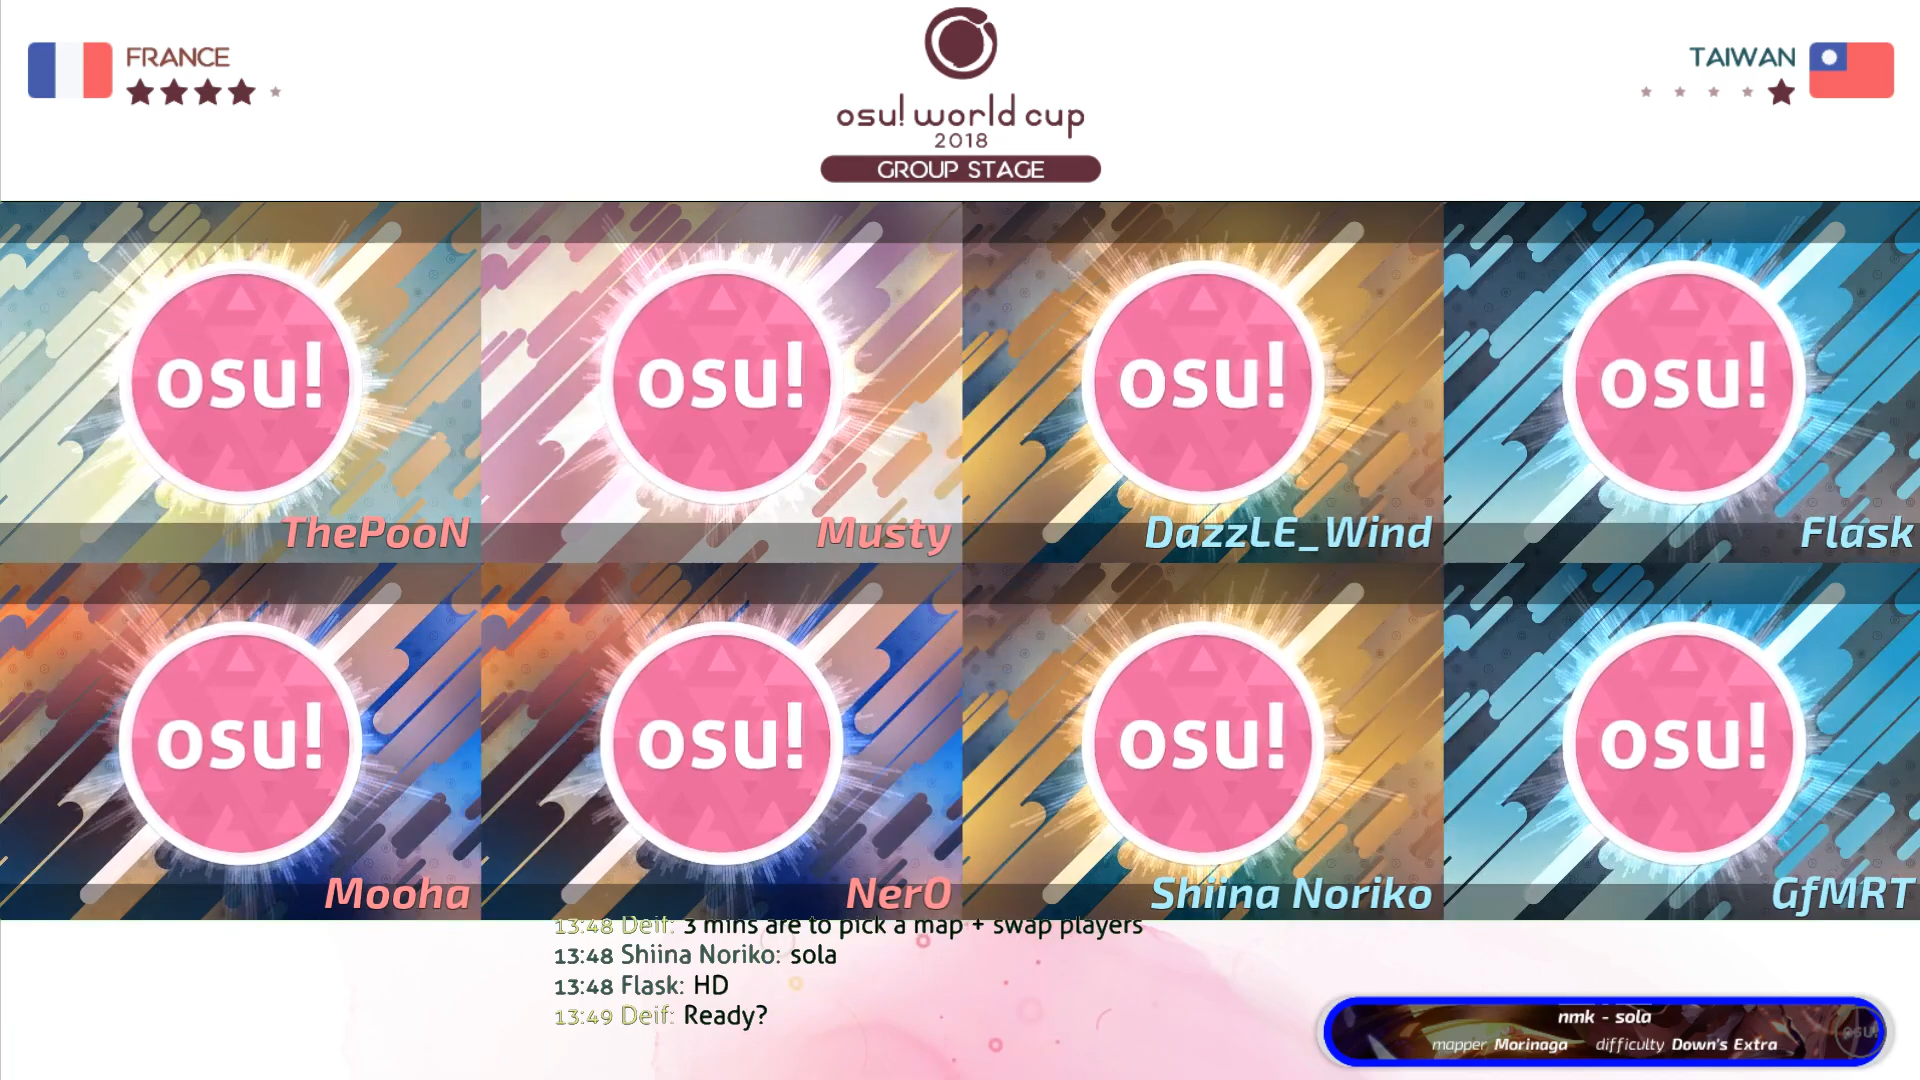 FRANCE
TAIWAN
osu! world cup
2018
GROUP STAGE
osu!
osu!
osu!
osu!
ThePooN
Musty
DazzLE_Wind
Flask
osu!
osu!
osu!
osu!
Mooha
NerO
Shiina Noriko
GfMRT
13:48 Deif: 3 mins are to pick a map + swap players
13:48 Shiina Noriko: sola
13:48 Flask: HD
13:49 Deif: Ready?
nmk - sola
mapper Morinaga difficulty Down's Extra
osu!